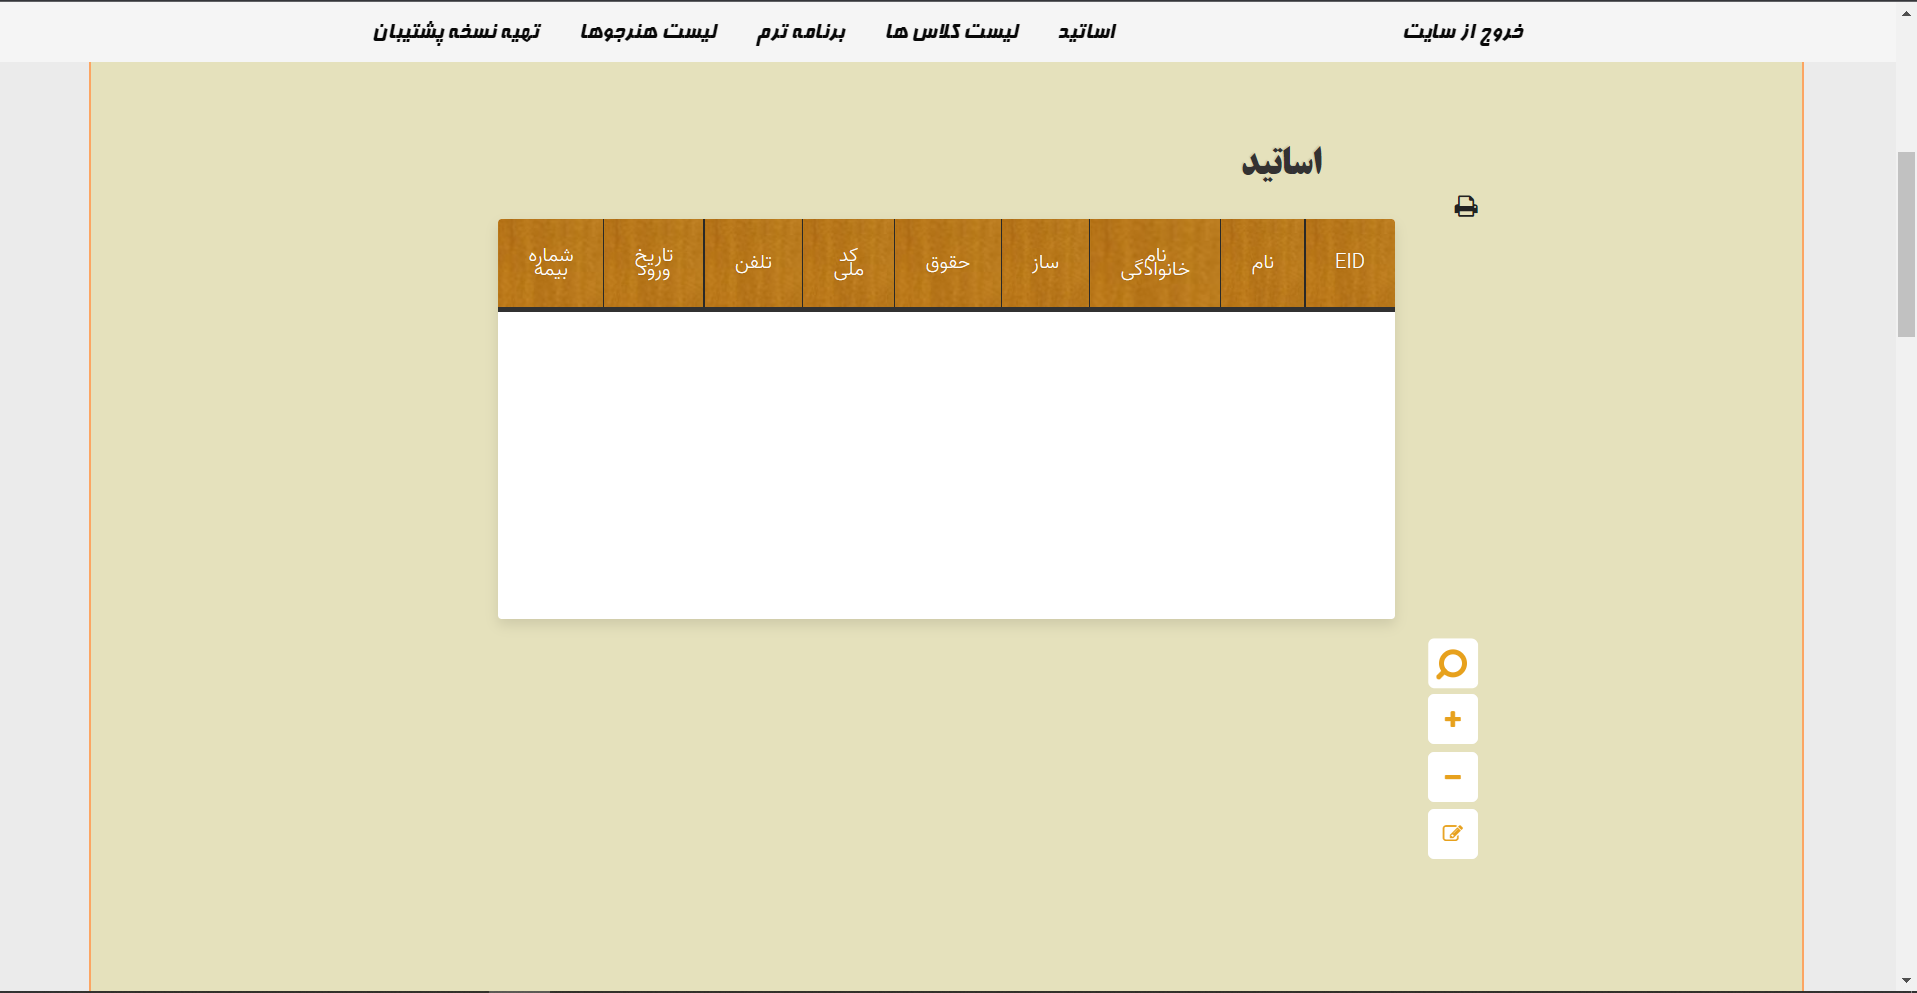 خروج از سایت
اساتید
لیست کلاس ها
برنامه ترم
لیست هنرجوها
تهیه نسخه پشتیبان
اساتید
EID
نام
نام
خانوادگی
ساز
حقوق
کد
ملی
تلفن
تاریخ
ورود
شماره
بیمه